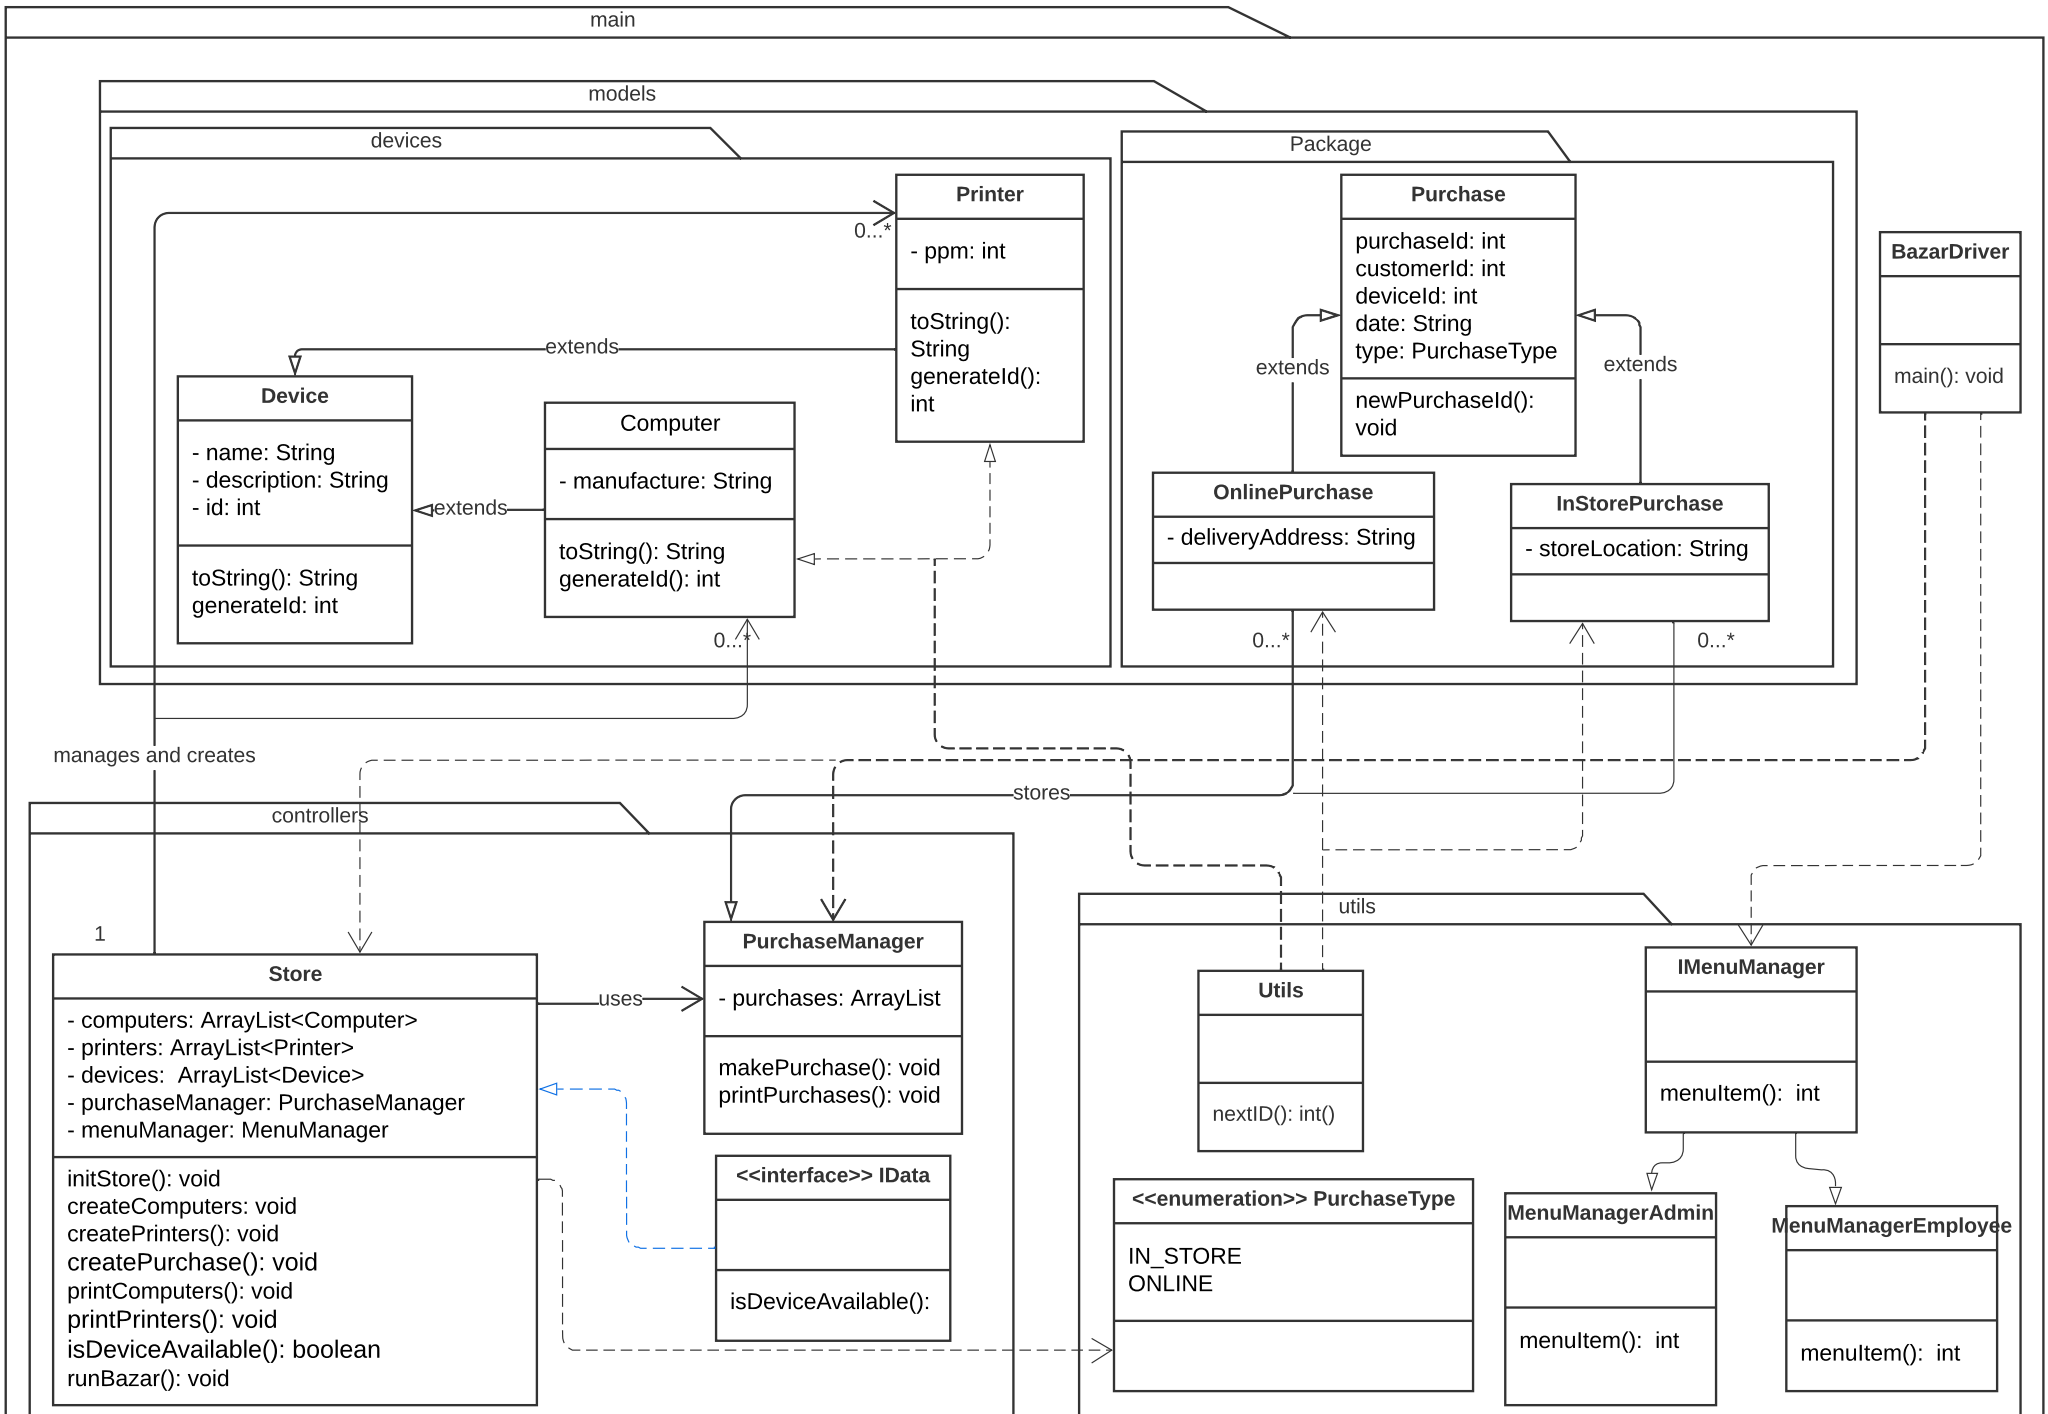 main
models
devices
Printer
- ppm: int
toString():
String
generateId():
int
0...*
extends
Device
- name: String
- description: String
- id: int
toString(): String
generateId: int
extends
Computer
- manufacture: String
toString(): String
generateId(): int
0...*
Package
Purchase
purchaseId: int
customerId: int
deviceId: int
date: String
type: PurchaseType
newPurchaseId():
void
extends
extends
OnlinePurchase
- deliveryAddress: String
0...*
InStorePurchase
- storeLocation: String
0...*
BazarDriver
main(): void
manages and creates
stores
controllers
1
Store
- computers: ArrayList<Computer>
- printers: ArrayList<Printer>
- devices:  ArrayList<Device>
- purchaseManager: PurchaseManager
- menuManager: MenuManager
initStore(): void
createComputers: void
createPrinters(): void
createPurchase(): void
printComputers(): void
printPrinters(): void
isDeviceAvailable(): boolean
runBazar(): void
uses
PurchaseManager
- purchases: ArrayList
makePurchase(): void
printPurchases(): void
<<interface>> IData
isDeviceAvailable():
utils
Utils
nextID(): int()
IMenuManager
menuItem():  int
<<enumeration>> PurchaseType
IN_STORE
ONLINE
MenuManagerAdmin
menuItem():  int
MenuManagerEmployee
menuItem():  int